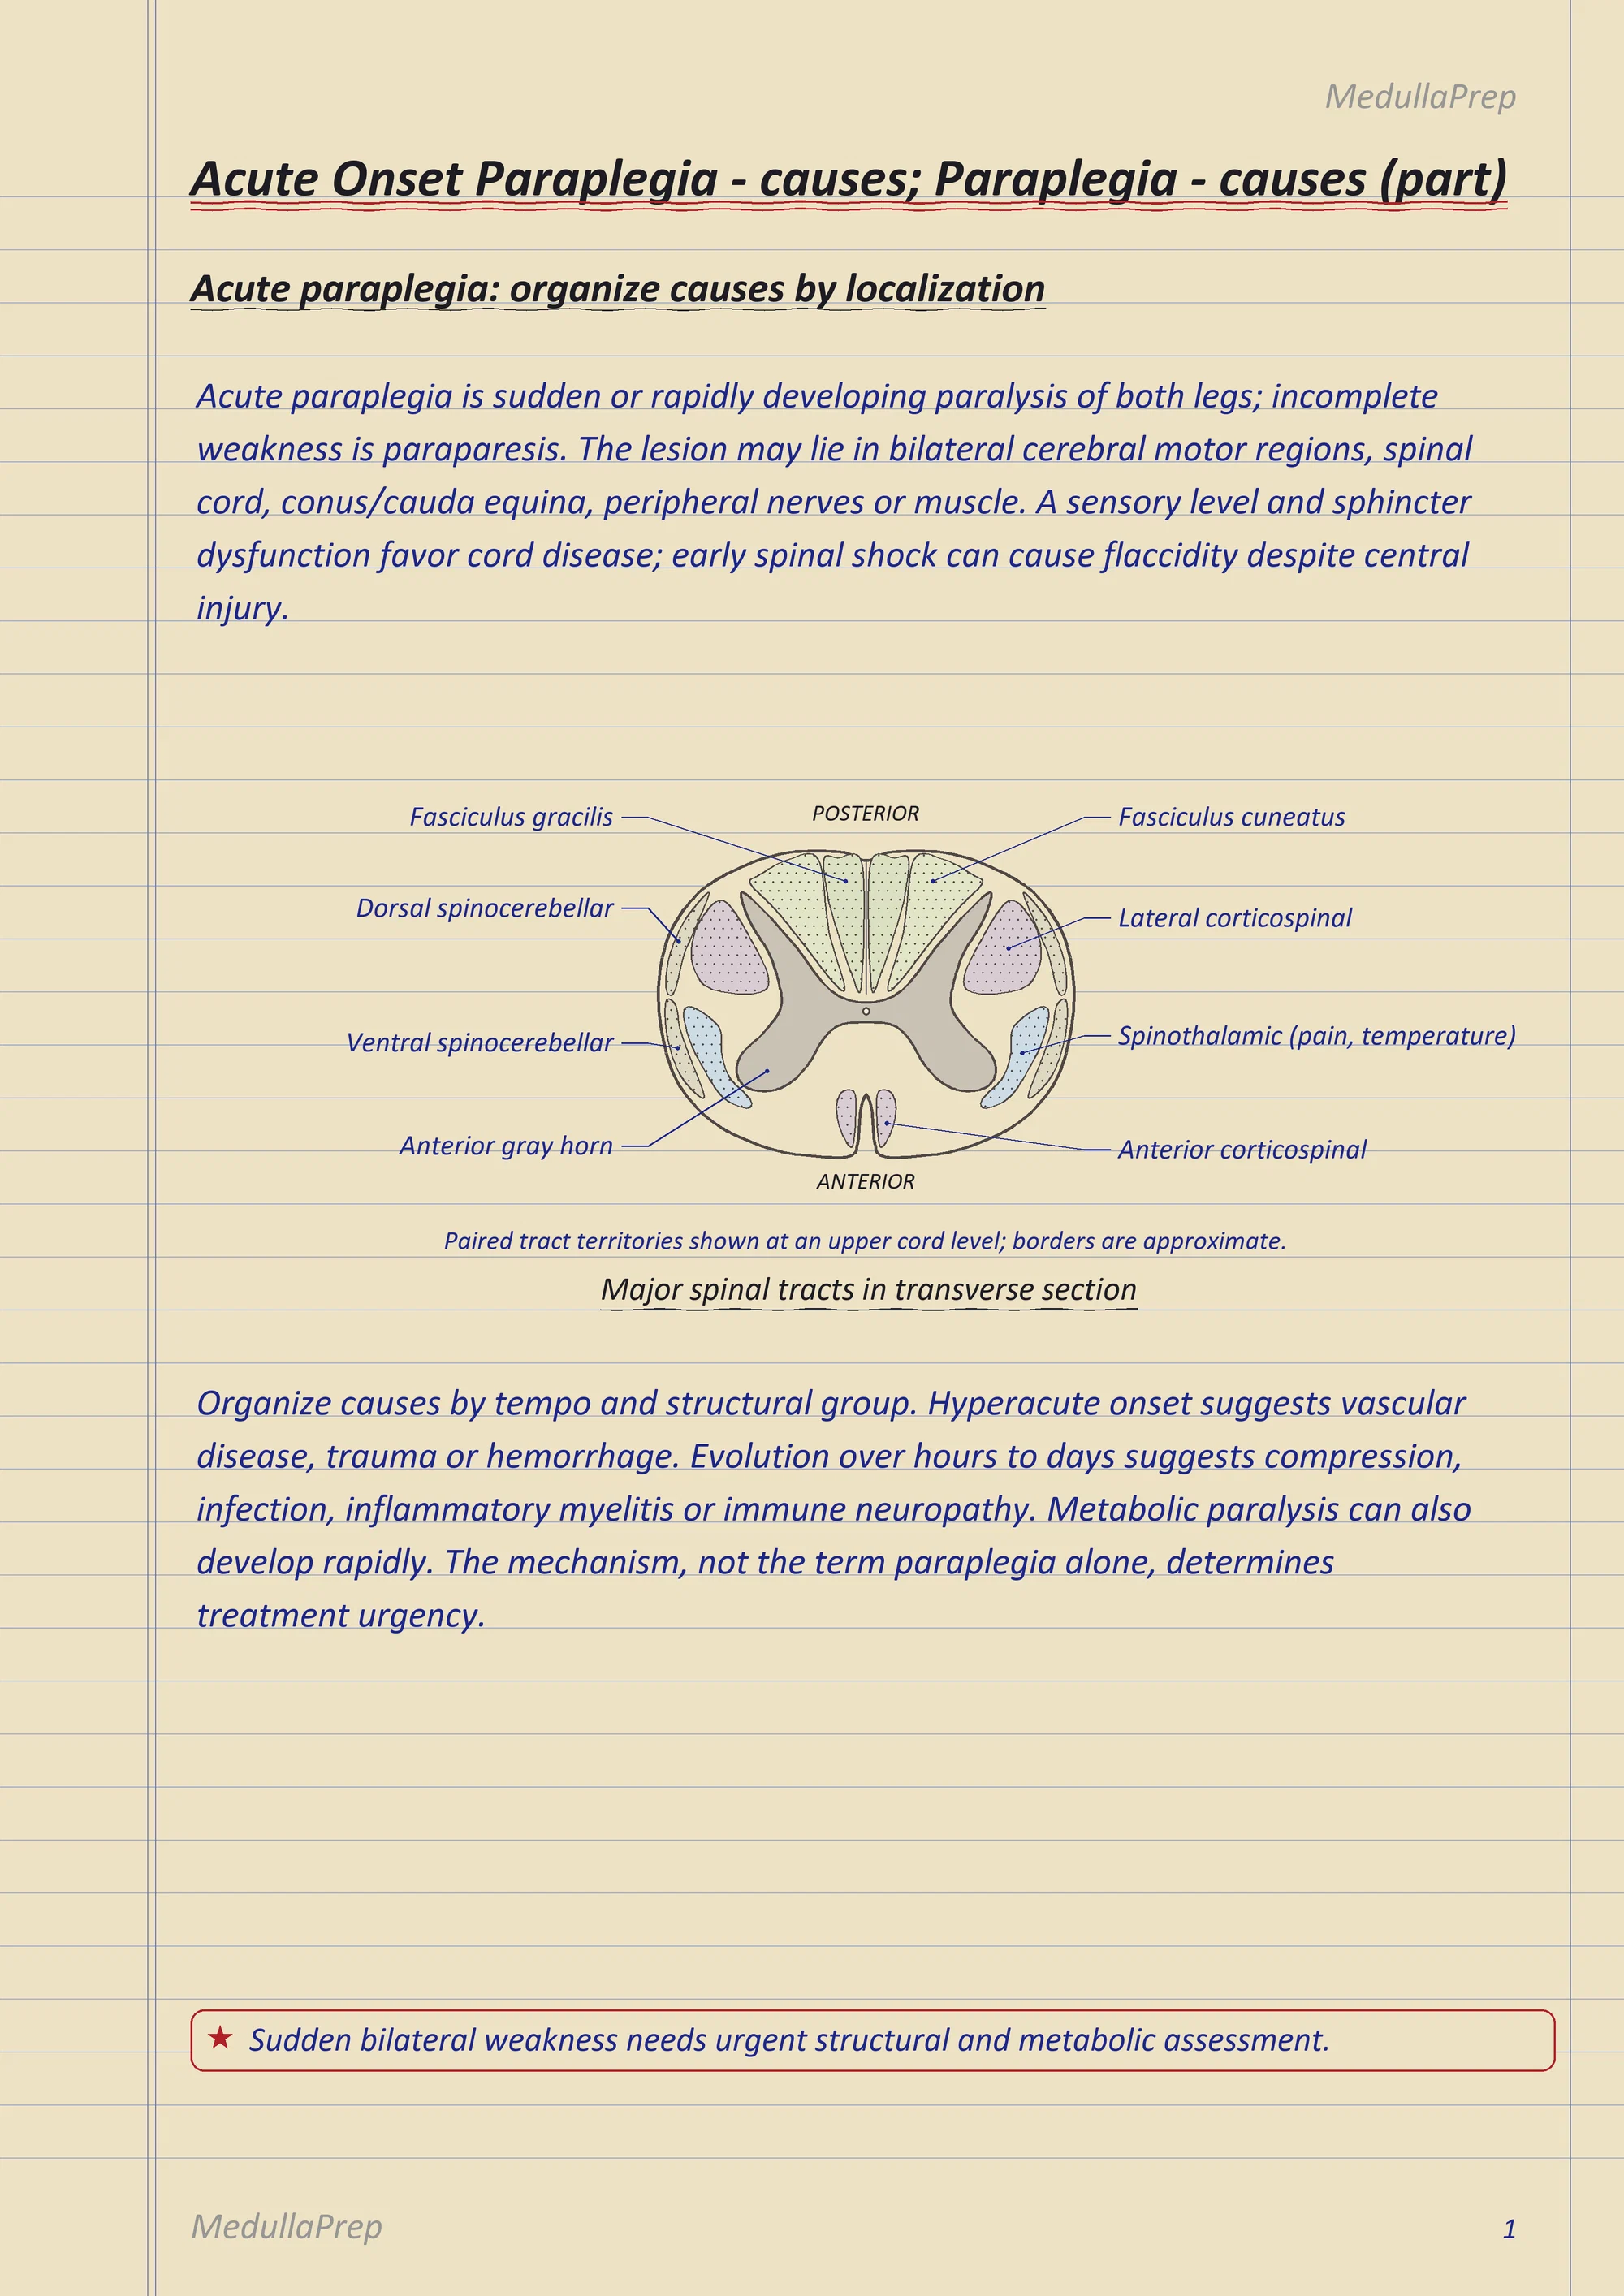 MedullaPrep
Acute Onset Paraplegia - causes; Paraplegia - causes (part)
Acute paraplegia: organize causes by localization
Acute paraplegia is sudden or rapidly developing paralysis of both legs; incomplete
weakness is paraparesis. The lesion may lie in bilateral cerebral motor regions, spinal
cord, conus/cauda equina, peripheral nerves or muscle. A sensory level and sphincter
dysfunction favor cord disease; early spinal shock can cause flaccidity despite central
injury.
POSTERIOR
Fasciculus gracilis
Fasciculus cuneatus
Dorsal spinocerebellar
Lateral corticospinal
Ventral spinocerebellar
Spinothalamic (pain, temperature)
Anterior gray horn
Anterior corticospinal
ANTERIOR
Paired tract territories shown at an upper cord level; borders are approximate.
Major spinal tracts in transverse section
Organize causes by tempo and structural group. Hyperacute onset suggests vascular
disease, trauma or hemorrhage. Evolution over hours to days suggests compression,
infection, inflammatory myelitis or immune neuropathy. Metabolic paralysis can also
develop rapidly. The mechanism, not the term paraplegia alone, determines
treatment urgency.
★ Sudden bilateral weakness needs urgent structural and metabolic assessment.
MedullaPrep
1